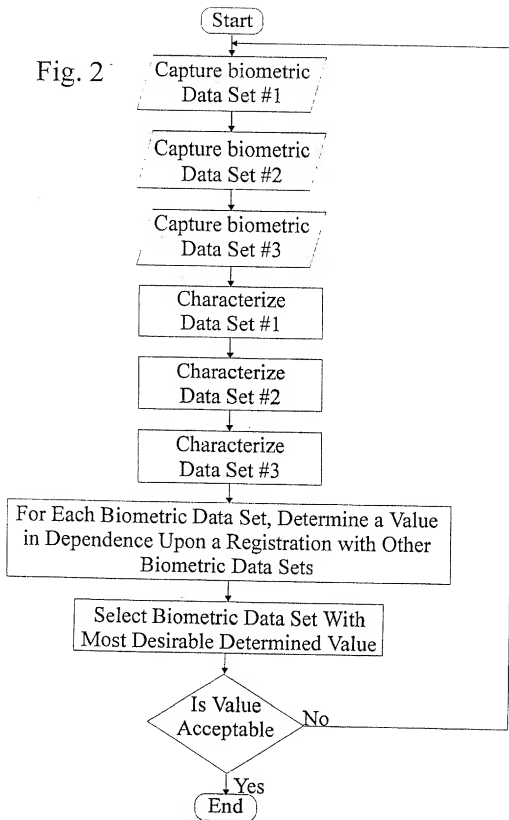 Start
Fig. 2
Capture biometric
Data Set #1
Capture biometric
Data Set #2
Capture biometric
Data Set #3
Characterize
Data Set #1
Characterize
Data Set #2
Characterize
Data Set #3
For Each Biometric Data Set, Determine a Value
in Dependence Upon a Registration with Other
Biometric Data Sets
Select Biometric Data Set With
Most Desirable Determined Value
Is Value
Acceptable
No
Yes
End